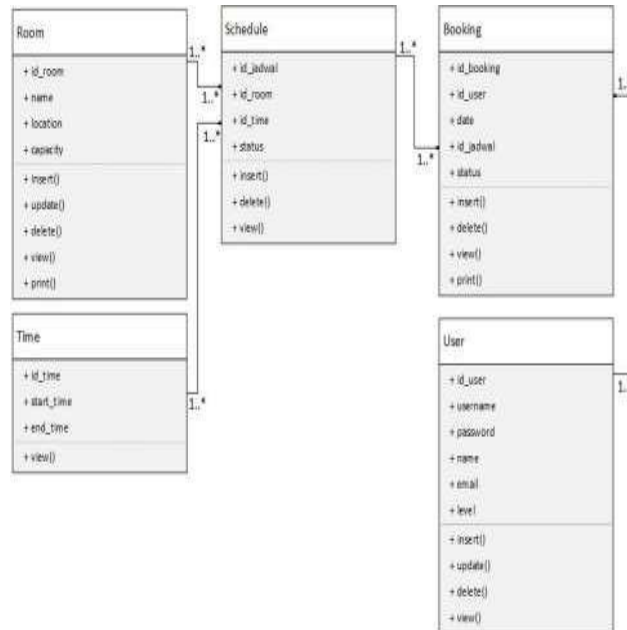 Room
+ id_room
+ name
+ location
+ capacity
+ insert()
+ update()
+ delete()
+ view()
+ print()
1..*
1..*
Schedule
+ id_jadwal
+ id_room
+ id_time
+ status
+ insert()
+ delete()
+ view()
1..*
1..*
1..*
Booking
+ id_booking
+ id_user
+ date
+ id_jadwal
+ status
+ insert()
+ delete()
+ view()
+ print()
1..
Time
+ id_time
+ start_time
+ end_time
+ view()
1..*
User
+ id_user
+ username
+ password
+ name
+ email
+ level
+ insert()
+ update()
+ delete()
+ view()
1..